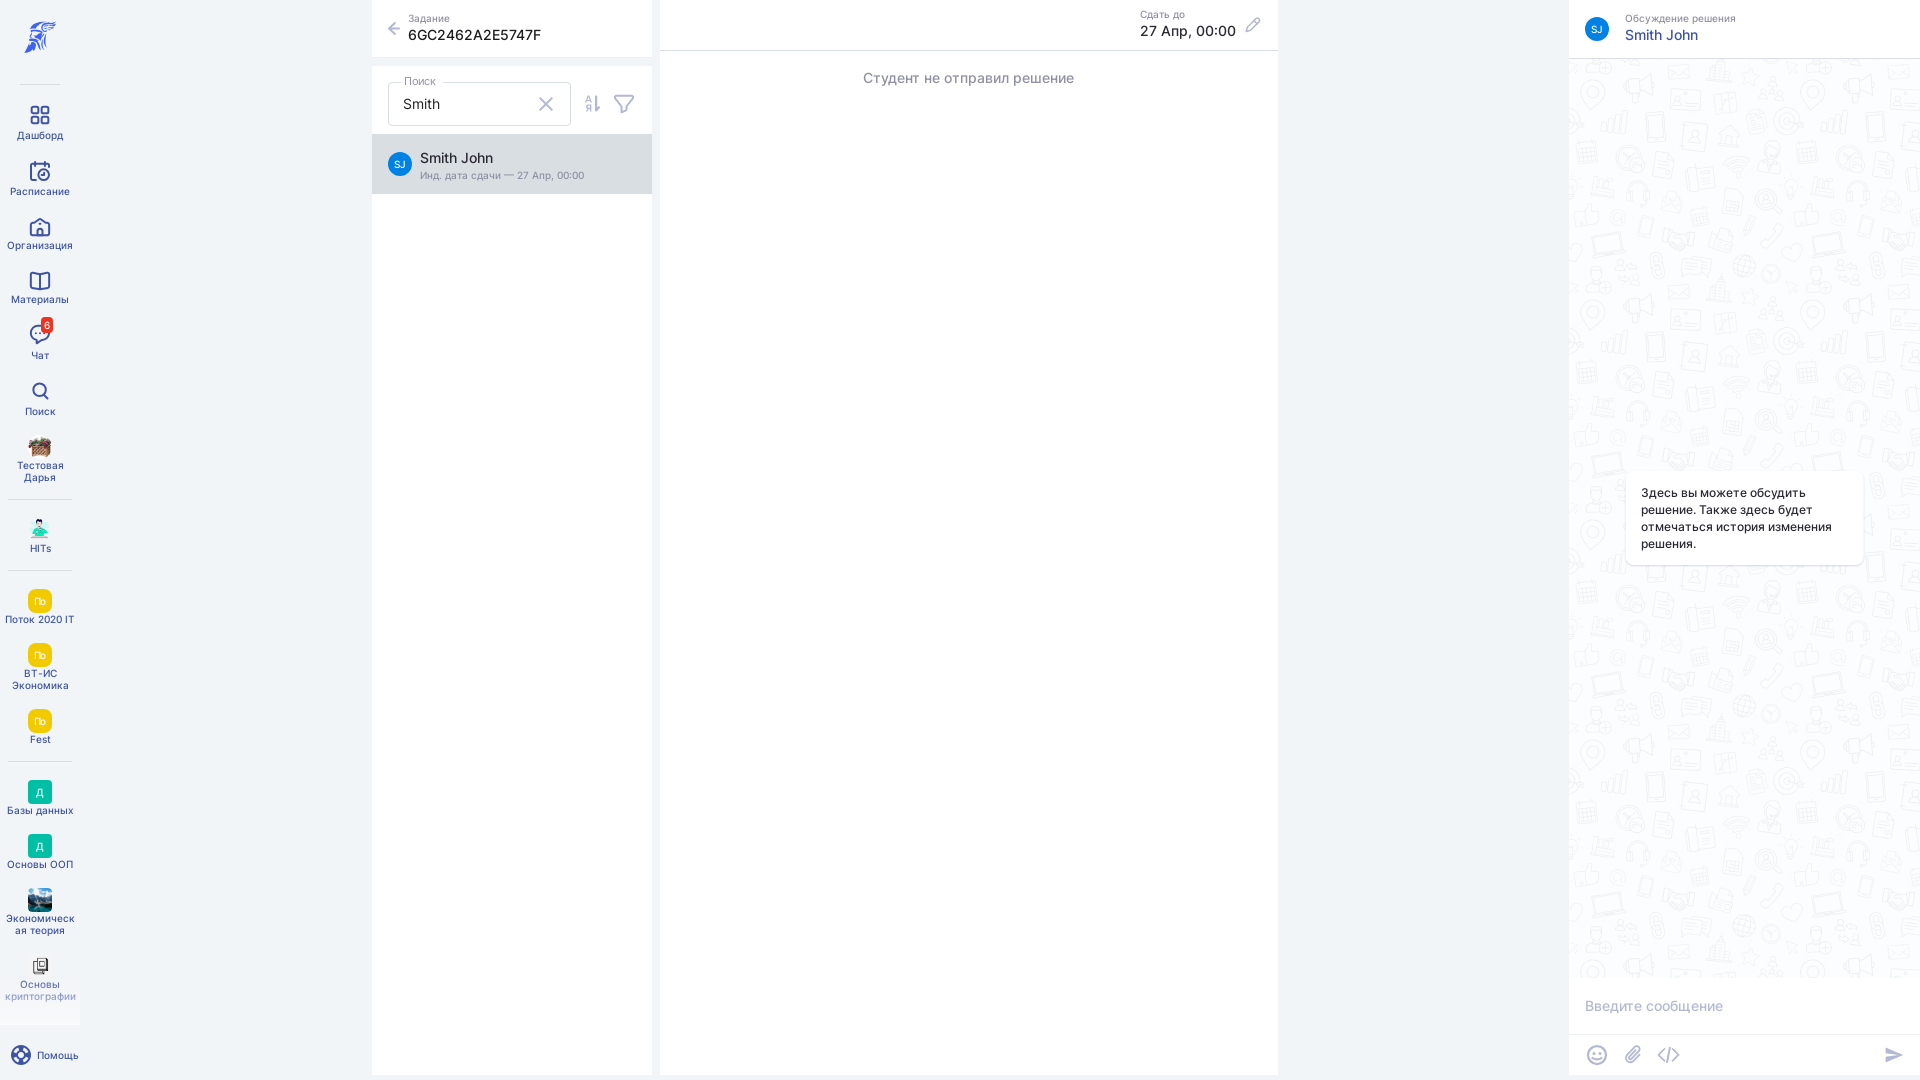 Дашборд
Расписание
Организация
Материалы
6
Чат
Поиск
Тестовая
Дарья
HITs
По
Поток 2020 IT
По
ВТ-ИС
Экономика
По
Fest
Д
Базы данных
Д
Основы ООП
Экономическ
ая теория
Основы
криптографии
Помощь
Задание
6GC2462A2E5747F
Поиск
Smith
А
Я
SJ
Smith John
Инд. дата сдачи — 27 Апр, 00:00
Сдать до
27 Апр, 00:00
Студент не отправил решение
SJ
Обсуждение решения
Smith John
Здесь вы можете обсудить
решение. Также здесь будет
отмечаться история изменения
решения.
Введите сообщение